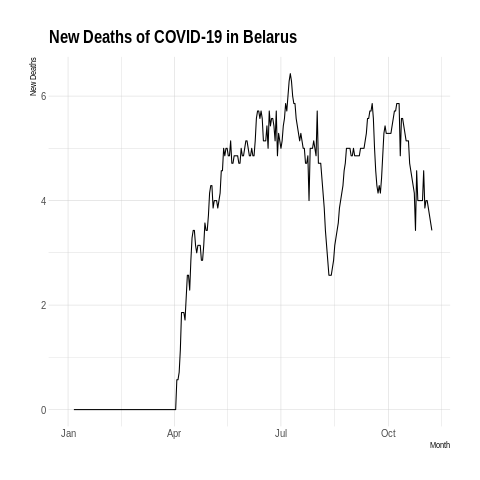 New Deaths of COVID-19 in Belarus
New Deaths
6
4
2
0
Jan Apr Jul Oct
Month